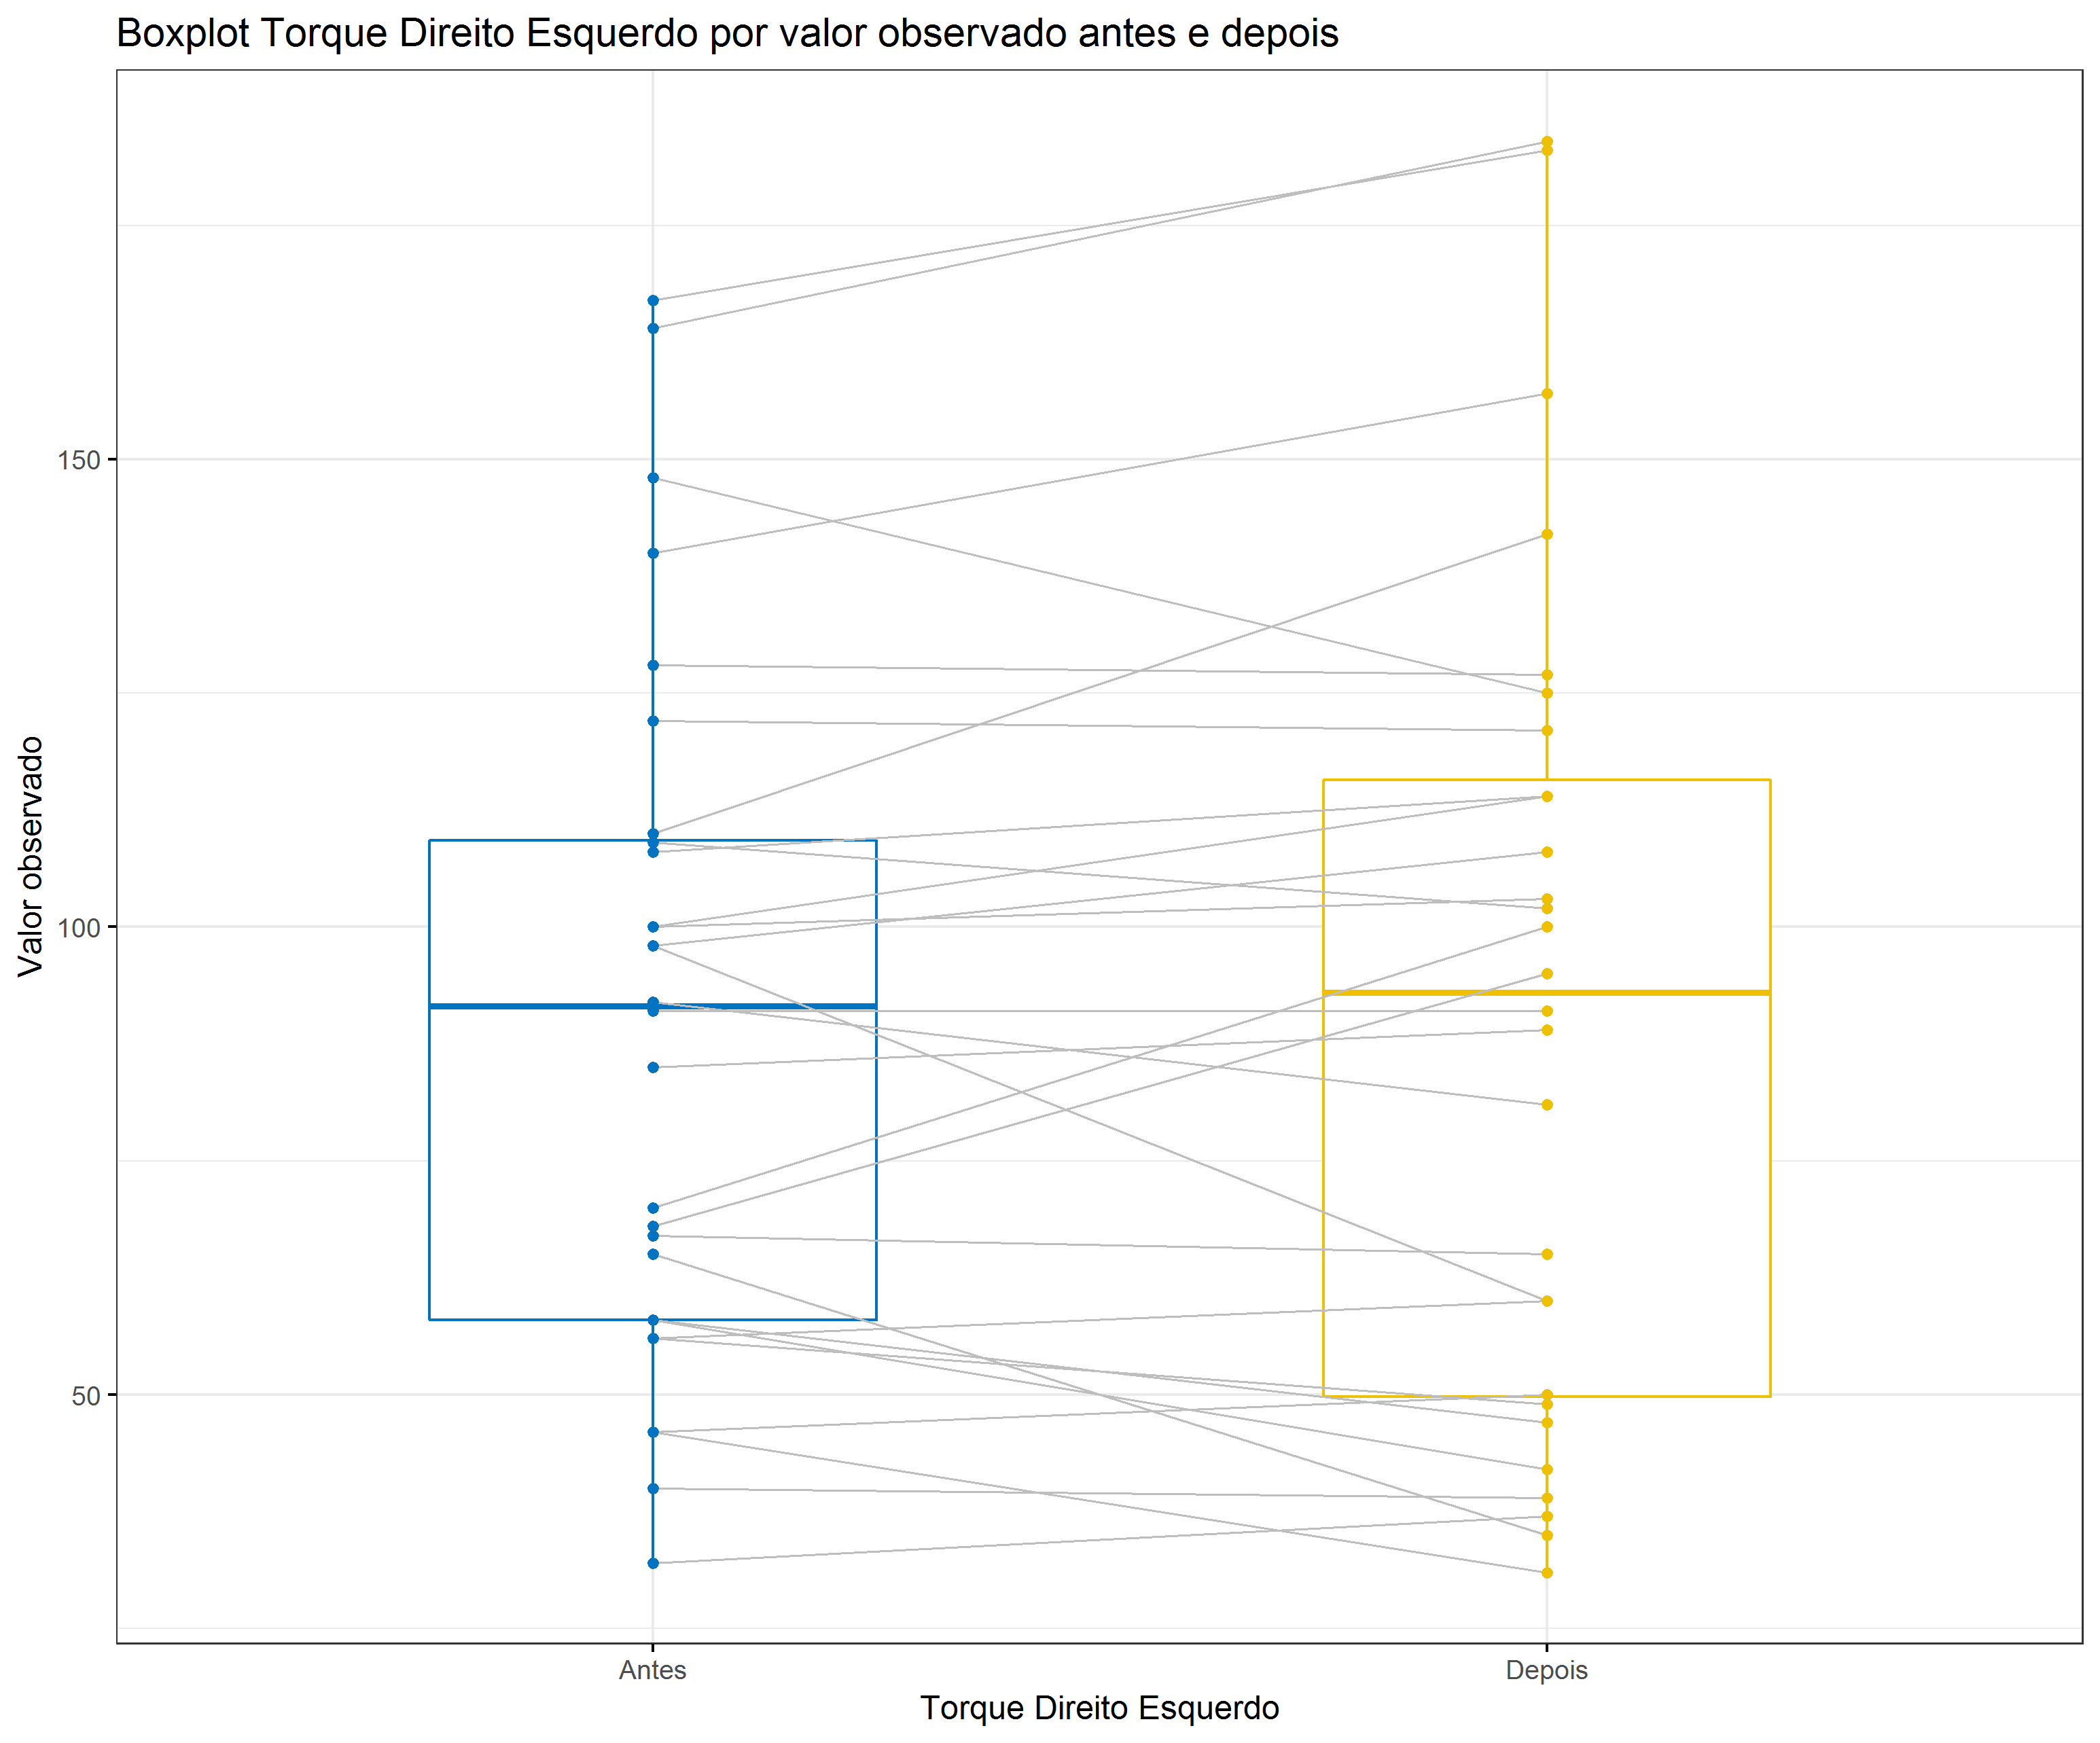 Boxplot Torque Direito Esquerdo por valor observado antes e depois
Valor observado
150
100
50
Antes
Depois
Torque Direito Esquerdo